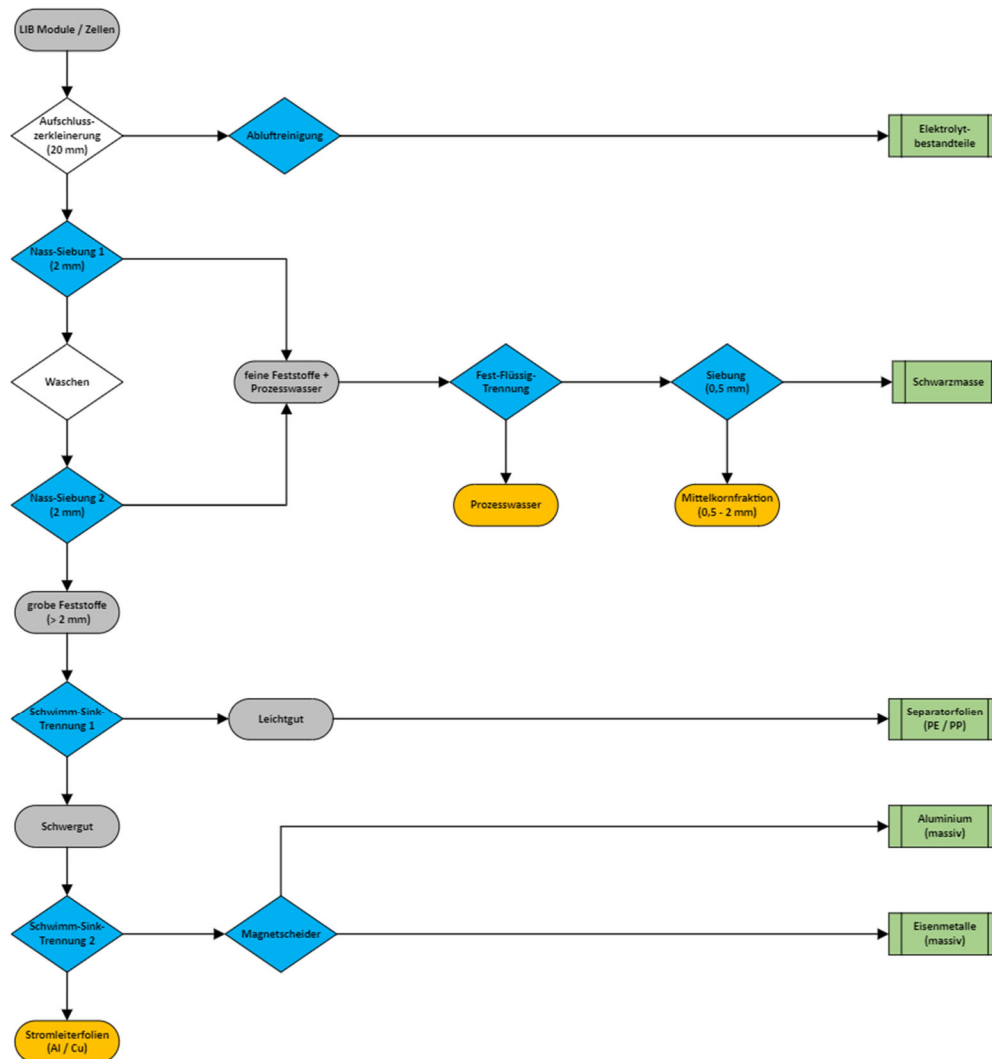 LIB Module / Zellen
Aufschluss-
zerkleinerung
(20 mm)
Abluftreinigung
Elektrolyt-
bestandteile
Nass-Siebung 1
(2 mm)
Waschen
feine Feststoffe +
Prozesswasser
Fest-Flüssig-
Trennung
Siebung
(0,5 mm)
Schwarzmasse
Nass-Siebung 2
(2 mm)
Prozesswasser
Mittelkornfraktion
(0,5 - 2 mm)
grobe Feststoffe
(> 2 mm)
Schwimm-Sink-
Trennung 1
Leichtgut
Separatorfolien
(PE / PP)
Schwergut
Aluminium
(massiv)
Schwimm-Sink-
Trennung 2
Magnetscheider
Eisenmetalle
(massiv)
Stromleiterfolien
(Al / Cu)